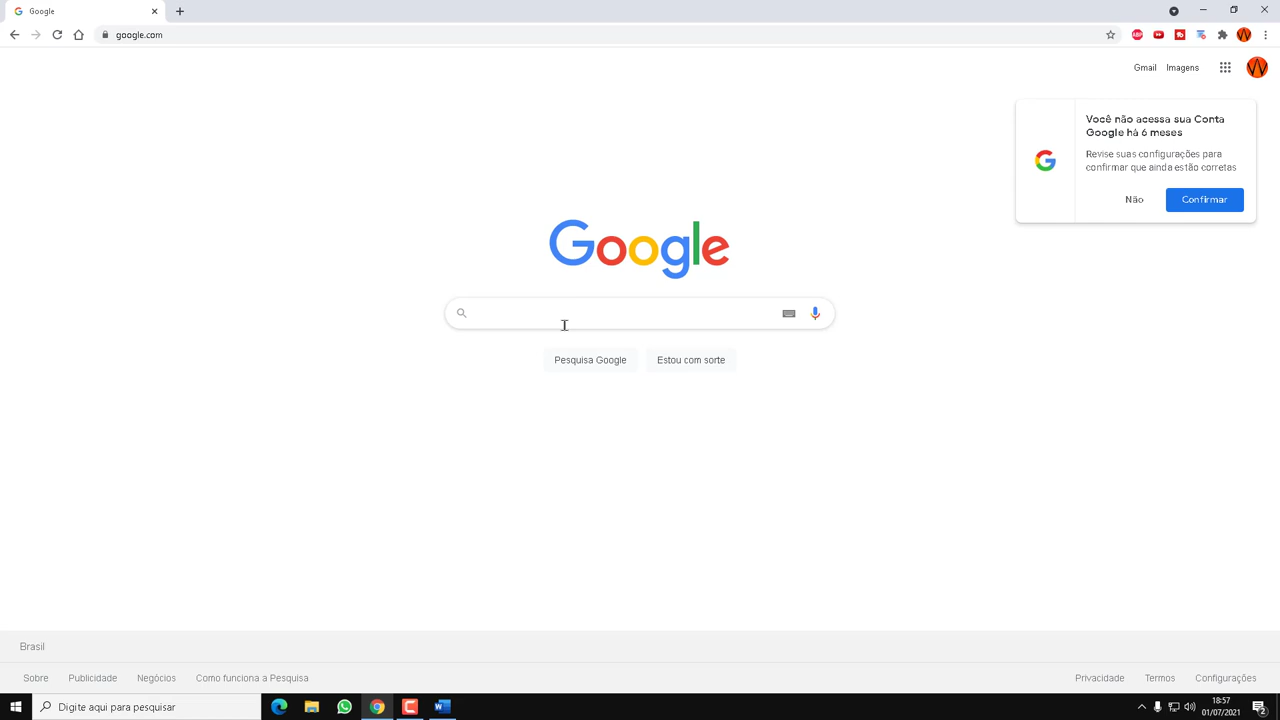 Google
google.com
ABP
Gmail Imagens
Você não acessa sua Conta
Google há 6 meses
Revise suas configurações para
confirmar que ainda estão corretas
Não Confirmar
Google
Pesquisa Google Estou com sorte
Brasil
Sobre Publicidade Negócios Como funciona a Pesquisa Privacidade Termos Configurações
Digite aqui para pesquisar
18:57
01/07/2021
2